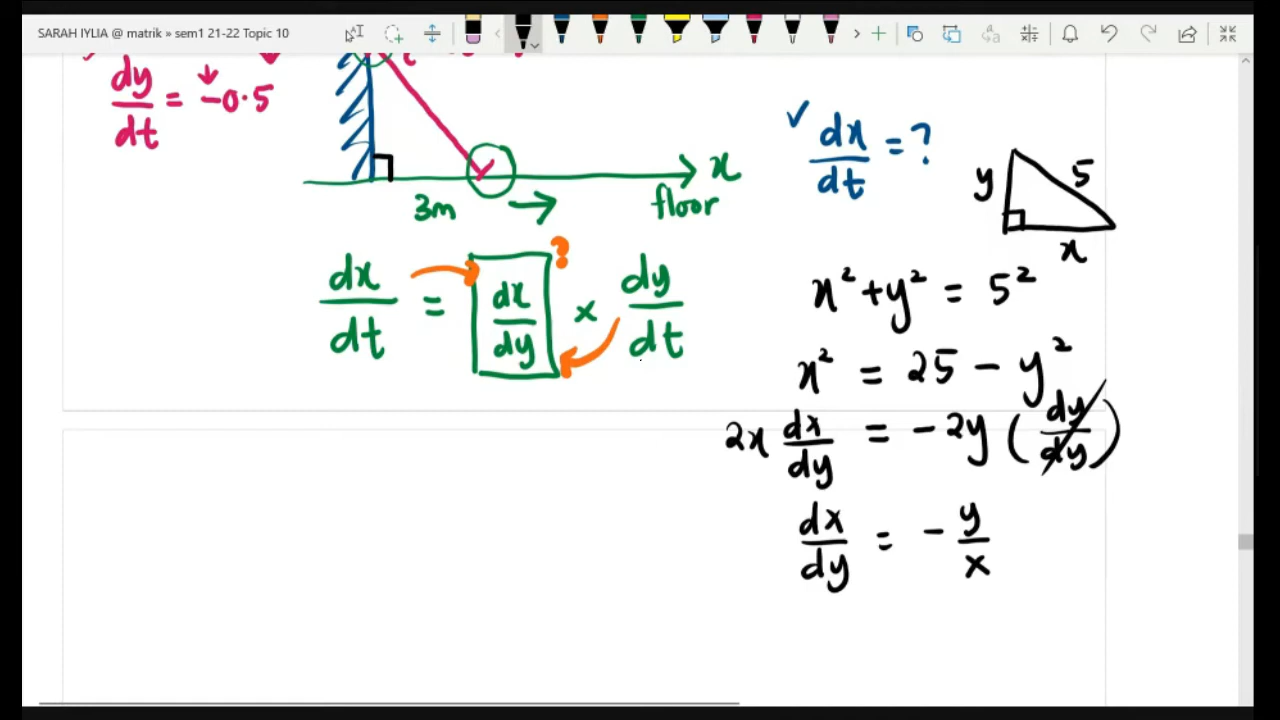 SARAH IYLIA @ matrik » sem1 21-22 Topic 10
dy/dt = -0.5
3m
x
floor
dx/dt = ?
y 5
x
dx/dt = dx/dy × dy/dt
?
x² + y² = 5²
x² = 25 - y²
2x dx/dy = -2y (dy/dy)
dx/dy = - y/x